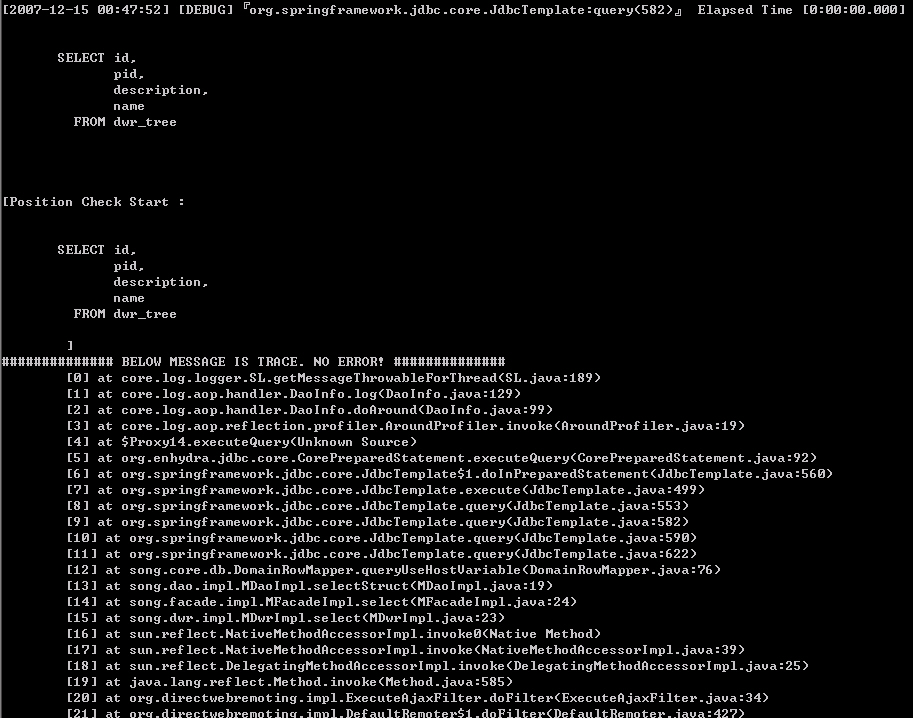 [2007-12-15 00:47:52] [DEBUG] 『org.springframework.jdbc.core.JdbcTemplate:query(582)』 Elapsed Time [0:00:00.000]
SELECT id,
pid,
description,
name
FROM dwr_tree
[Position Check Start :
SELECT id,
pid,
description,
name
FROM dwr_tree
]
############## BELOW MESSAGE IS TRACE. NO ERROR! ##############
[0] at core.log.logger.SL.getMessageThrowableForThread(SL.java:189)
[1] at core.log.aop.handler.DaoInfo.log(DaoInfo.java:129)
[2] at core.log.aop.handler.DaoInfo.doAround(DaoInfo.java:99)
[3] at core.log.aop.reflection.profiler.AroundProfiler.invoke(AroundProfiler.java:19)
[4] at $Proxy14.executeQuery(Unknown Source)
[5] at org.enhydra.jdbc.core.CorePreparedStatement.executeQuery(CorePreparedStatement.java:92)
[6] at org.springframework.jdbc.core.JdbcTemplate$1.doInPreparedStatement(JdbcTemplate.java:560)
[7] at org.springframework.jdbc.core.JdbcTemplate.execute(JdbcTemplate.java:499)
[8] at org.springframework.jdbc.core.JdbcTemplate.query(JdbcTemplate.java:553)
[9] at org.springframework.jdbc.core.JdbcTemplate.query(JdbcTemplate.java:582)
[10] at org.springframework.jdbc.core.JdbcTemplate.query(JdbcTemplate.java:590)
[11] at org.springframework.jdbc.core.JdbcTemplate.query(JdbcTemplate.java:622)
[12] at song.core.db.DomainRowMapper.queryUseHostVariable(DomainRowMapper.java:76)
[13] at song.dao.impl.MDaoImpl.selectStruct(MDaoImpl.java:19)
[14] at song.facade.impl.MFacadeImpl.select(MFacadeImpl.java:24)
[15] at song.dwr.impl.MDwrImpl.select(MDwrImpl.java:23)
[16] at sun.reflect.NativeMethodAccessorImpl.invoke0(Native Method)
[17] at sun.reflect.NativeMethodAccessorImpl.invoke(NativeMethodAccessorImpl.java:39)
[18] at sun.reflect.DelegatingMethodAccessorImpl.invoke(DelegatingMethodAccessorImpl.java:25)
[19] at java.lang.reflect.Method.invoke(Method.java:585)
[20] at org.directwebremoting.impl.ExecuteAjaxFilter.doFilter(ExecuteAjaxFilter.java:34)
[21] at org.directwebremoting.impl.DefaultRemoter$1.doFilter(DefaultRemoter.java:427)